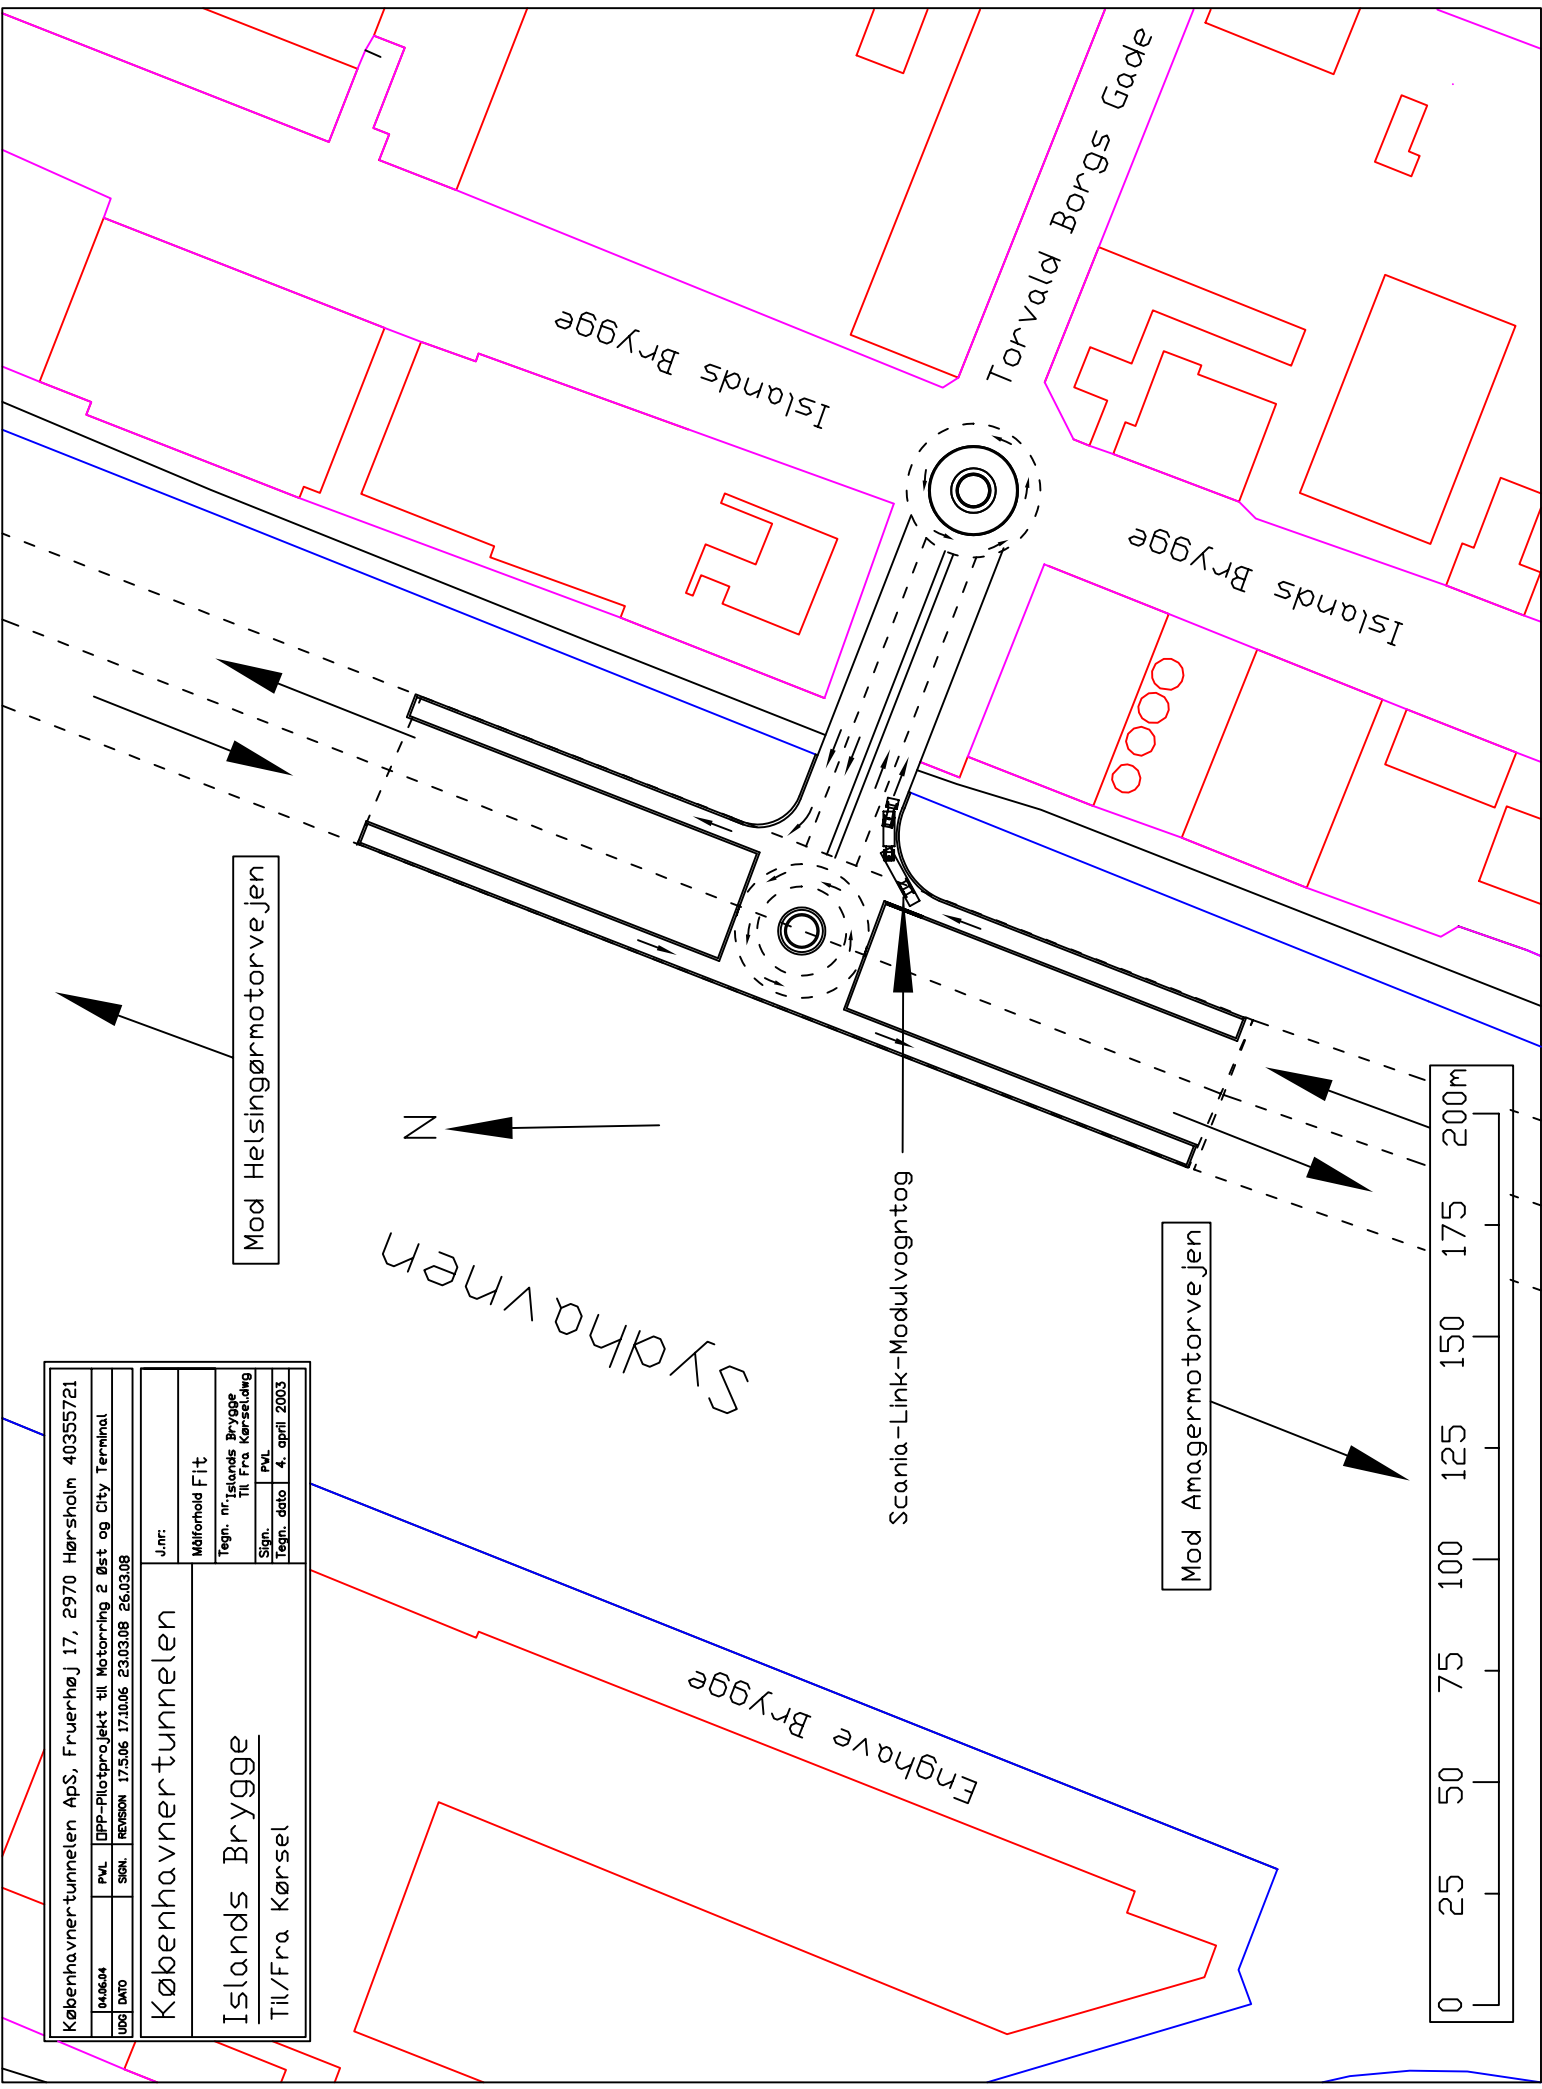 Københavnertunnelen ApS, Fruerhøj 17, 2970 Hørsholm 40355721
04.06.04 PVL OPP-Pilotprojekt til Motorring 2 Øst og City Terminal
UDG DATO SIGN. REVISION 17.5.06 17.10.06 23.03.08 26.03.08
Københavnertunnelen
J.nr:
Målforhold Fit
Islands Brygge
Til/Fra Kørsel
Tegn. nr. Islands Brygge
Til Fra Kørsel.dwg
Sign. PVL
Tegn. dato 4. april 2003
Mod Helsingørmotorvejen
N
Sydhavnen
Scania-Link-Modulvogntog
Mod Amagermotorvejen
Enghave Brygge
Islands Brygge
Islands Brygge
Torvald Borgs Gade
0 25 50 75 100 125 150 175 200m